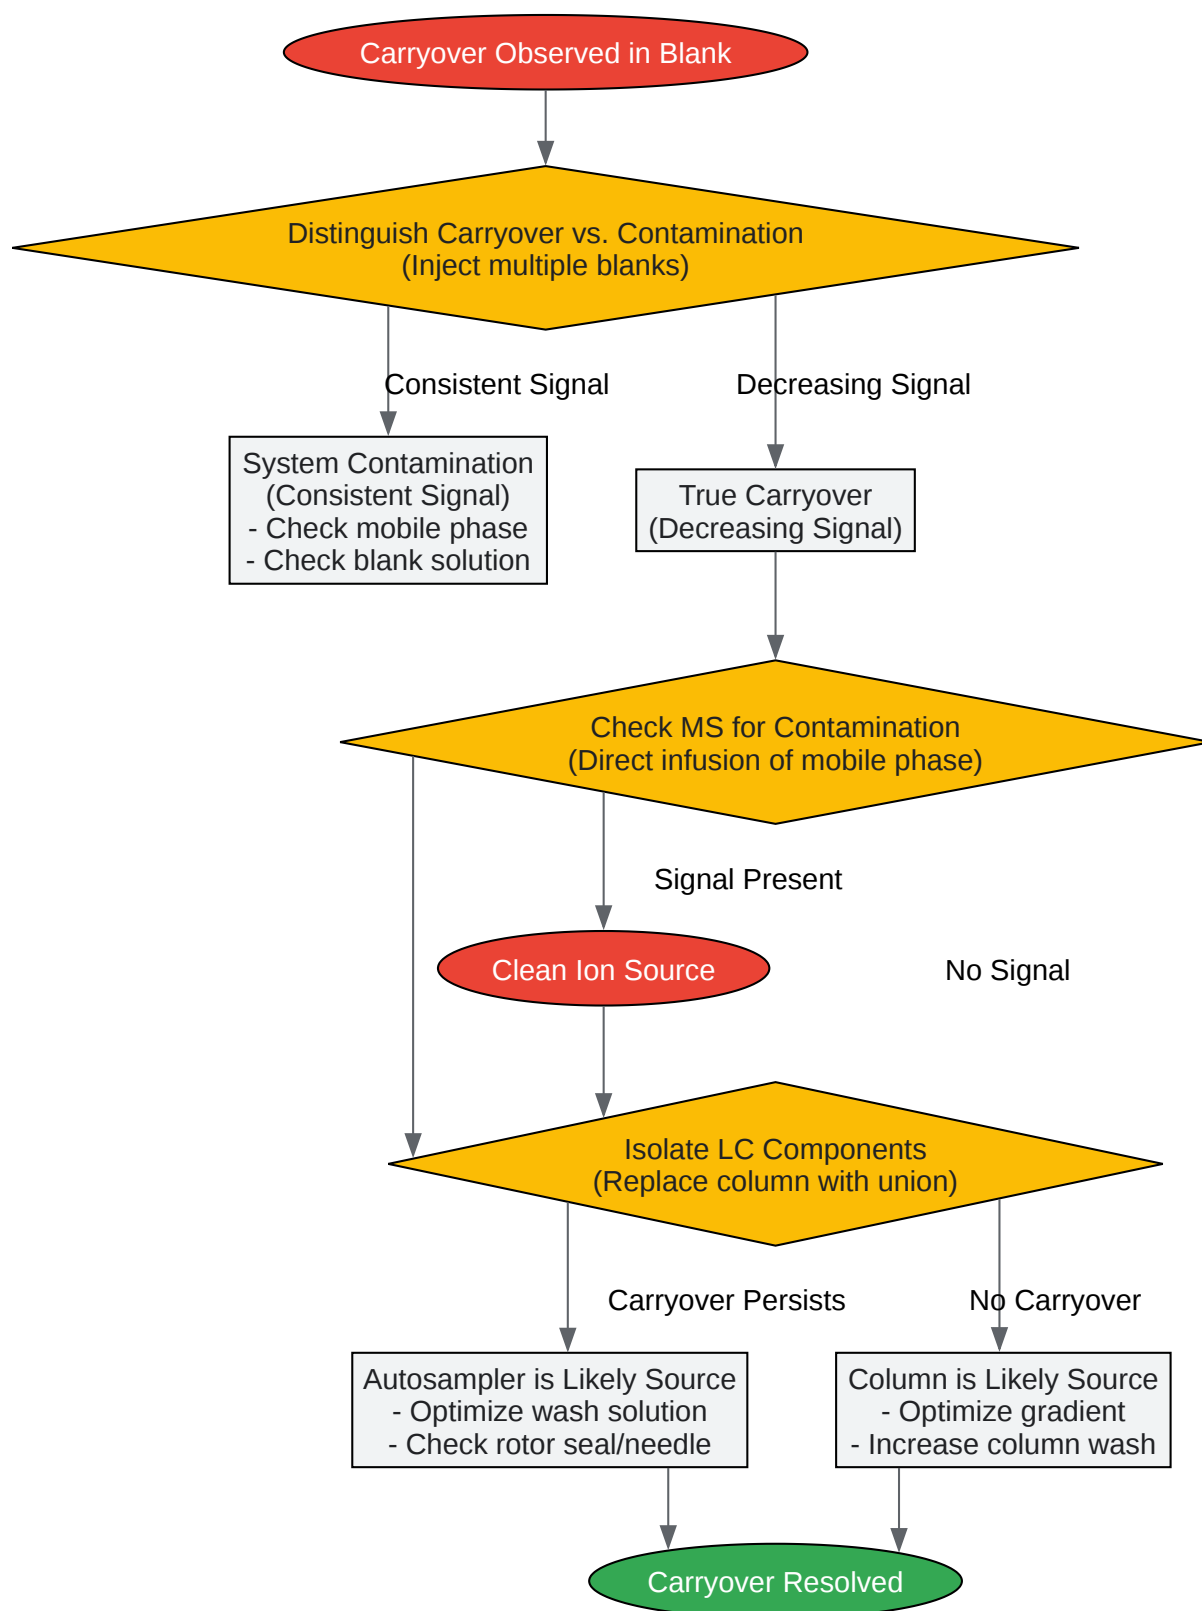 Carryover Observed in Blank
Distinguish Carryover vs. Contamination
(Inject multiple blanks)
Consistent Signal
Decreasing Signal
System Contamination
(Consistent Signal)
- Check mobile phase
- Check blank solution
True Carryover
(Decreasing Signal)
Check MS for Contamination
(Direct infusion of mobile phase)
Signal Present
Clean Ion Source
No Signal
Isolate LC Components
(Replace column with union)
Carryover Persists
No Carryover
Autosampler is Likely Source
- Optimize wash solution
- Check rotor seal/needle
Column is Likely Source
- Optimize gradient
- Increase column wash
Carryover Resolved